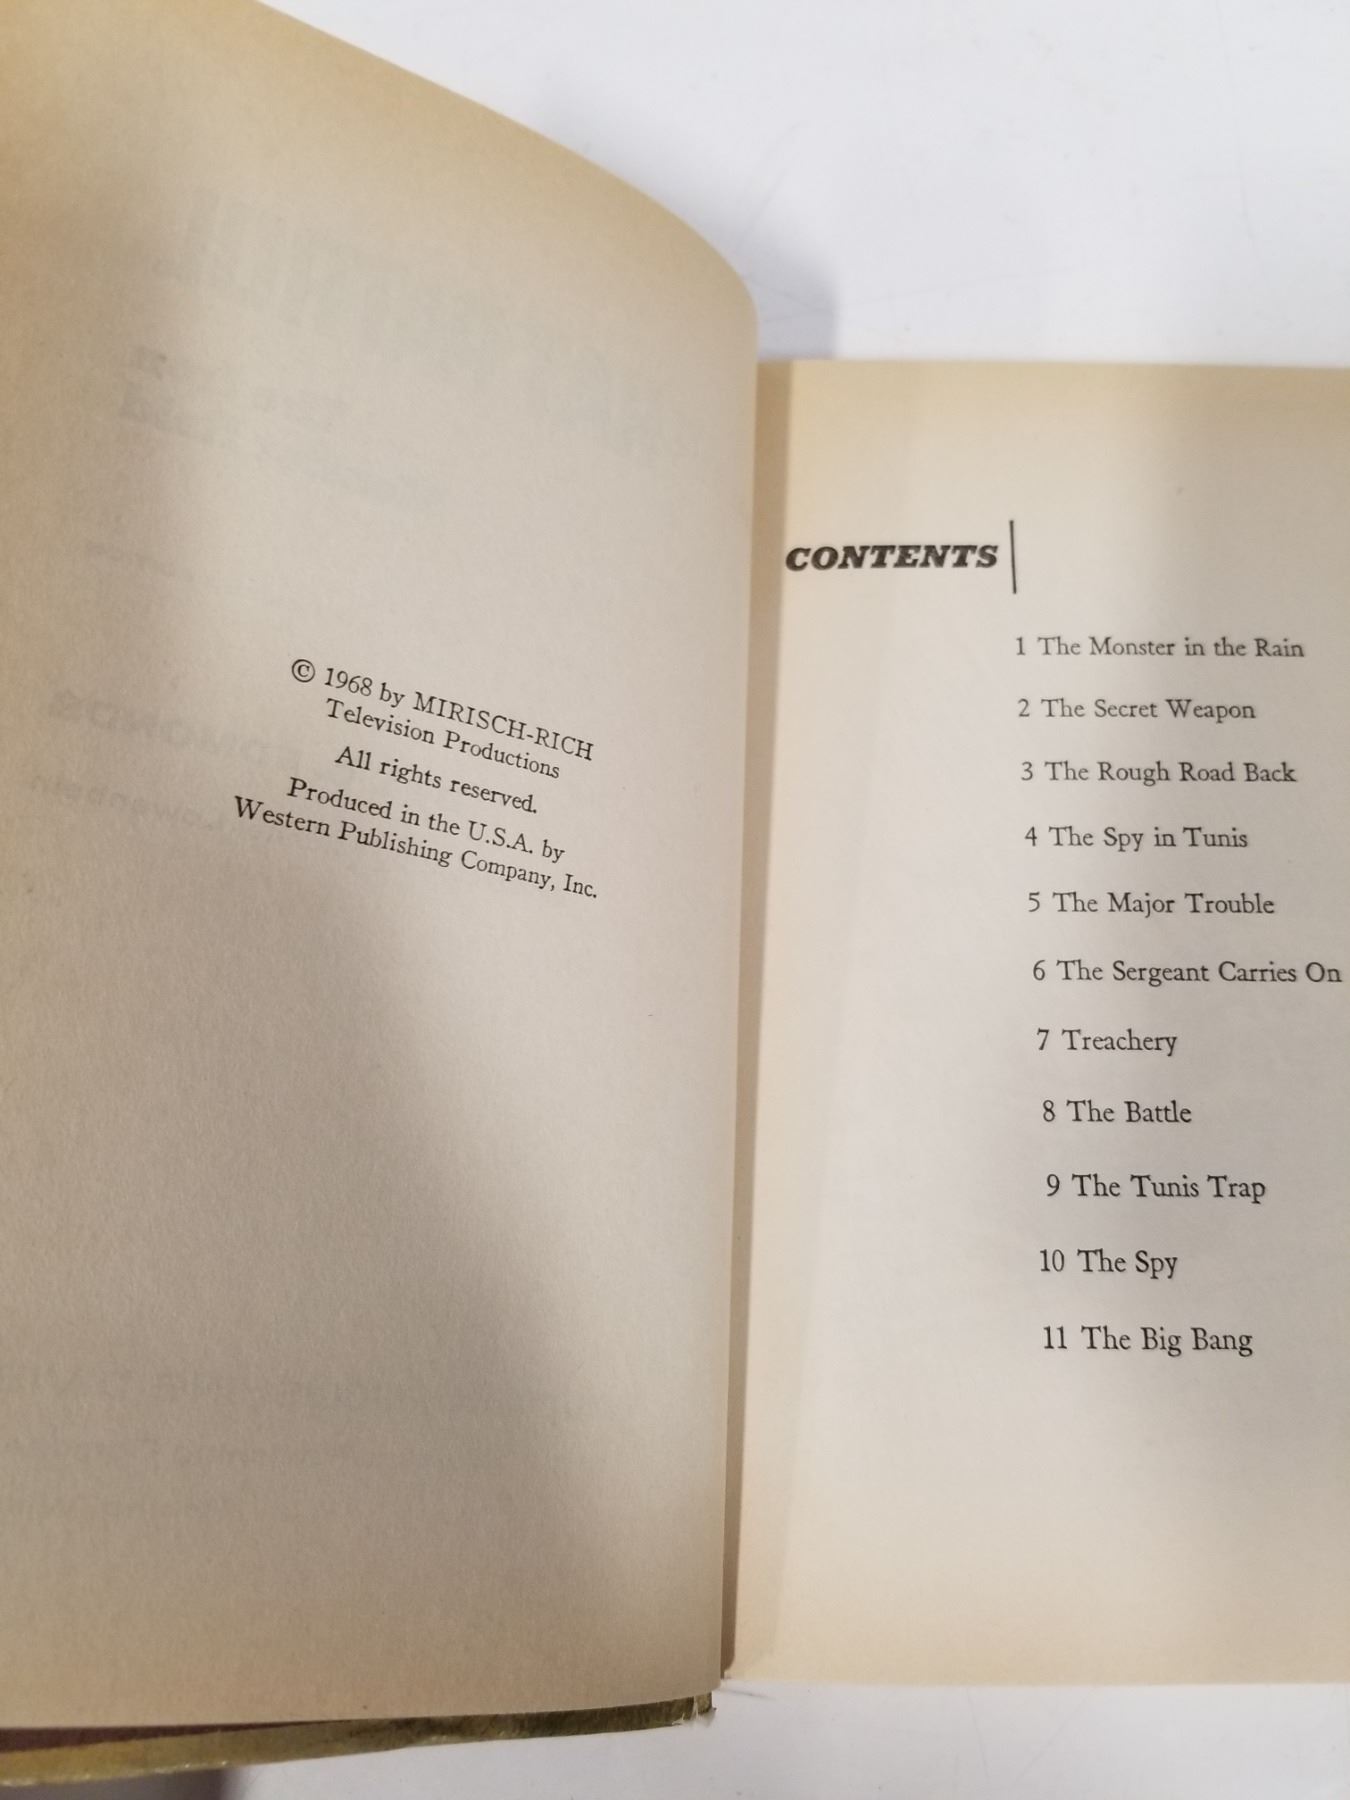 © 1968 by MIRISCH-RICH
Television Productions
All rights reserved.
Produced in the U.S.A. by
Western Publishing Company, Inc.
CONTENTS
1 The Monster in the Rain
2 The Secret Weapon
3 The Rough Road Back
4 The Spy in Tunis
5 The Major Trouble
6 The Sergeant Carries On
7 Treachery
8 The Battle
9 The Tunis Trap
10 The Spy
11 The Big Bang